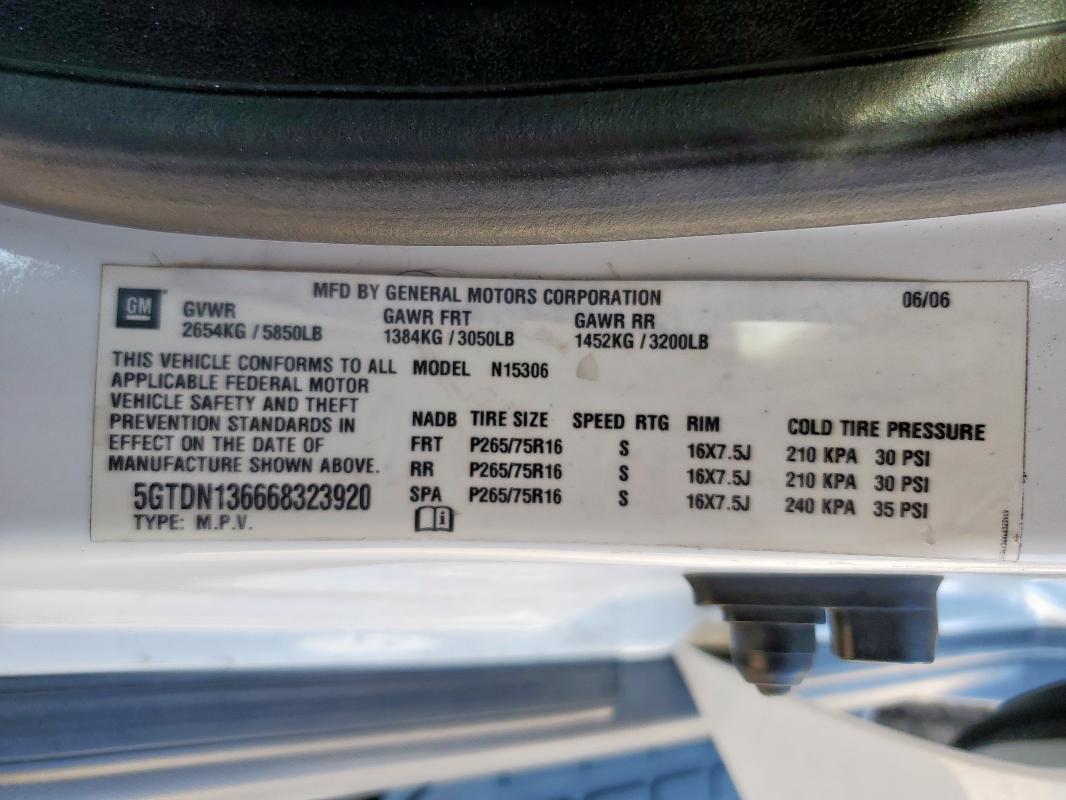 MFD BY GENERAL MOTORS CORPORATION 06/06
GM GVWR GAWR FRT GAWR RR
2654KG / 5850LB 1384KG / 3050LB 1452KG / 3200LB
THIS VEHICLE CONFORMS TO ALL
APPLICABLE FEDERAL MOTOR
VEHICLE SAFETY AND THEFT
PREVENTION STANDARDS IN
EFFECT ON THE DATE OF
MANUFACTURE SHOWN ABOVE.
5GTDN136668323920
TYPE: M.P.V.
MODEL N15306
NADB TIRE SIZE SPEED RTG RIM COLD TIRE PRESSURE
FRT P265/75R16 S 16X7.5J 210 KPA 30 PSI
RR P265/75R16 S 16X7.5J 210 KPA 30 PSI
SPA P265/75R16 S 16X7.5J 240 KPA 35 PSI